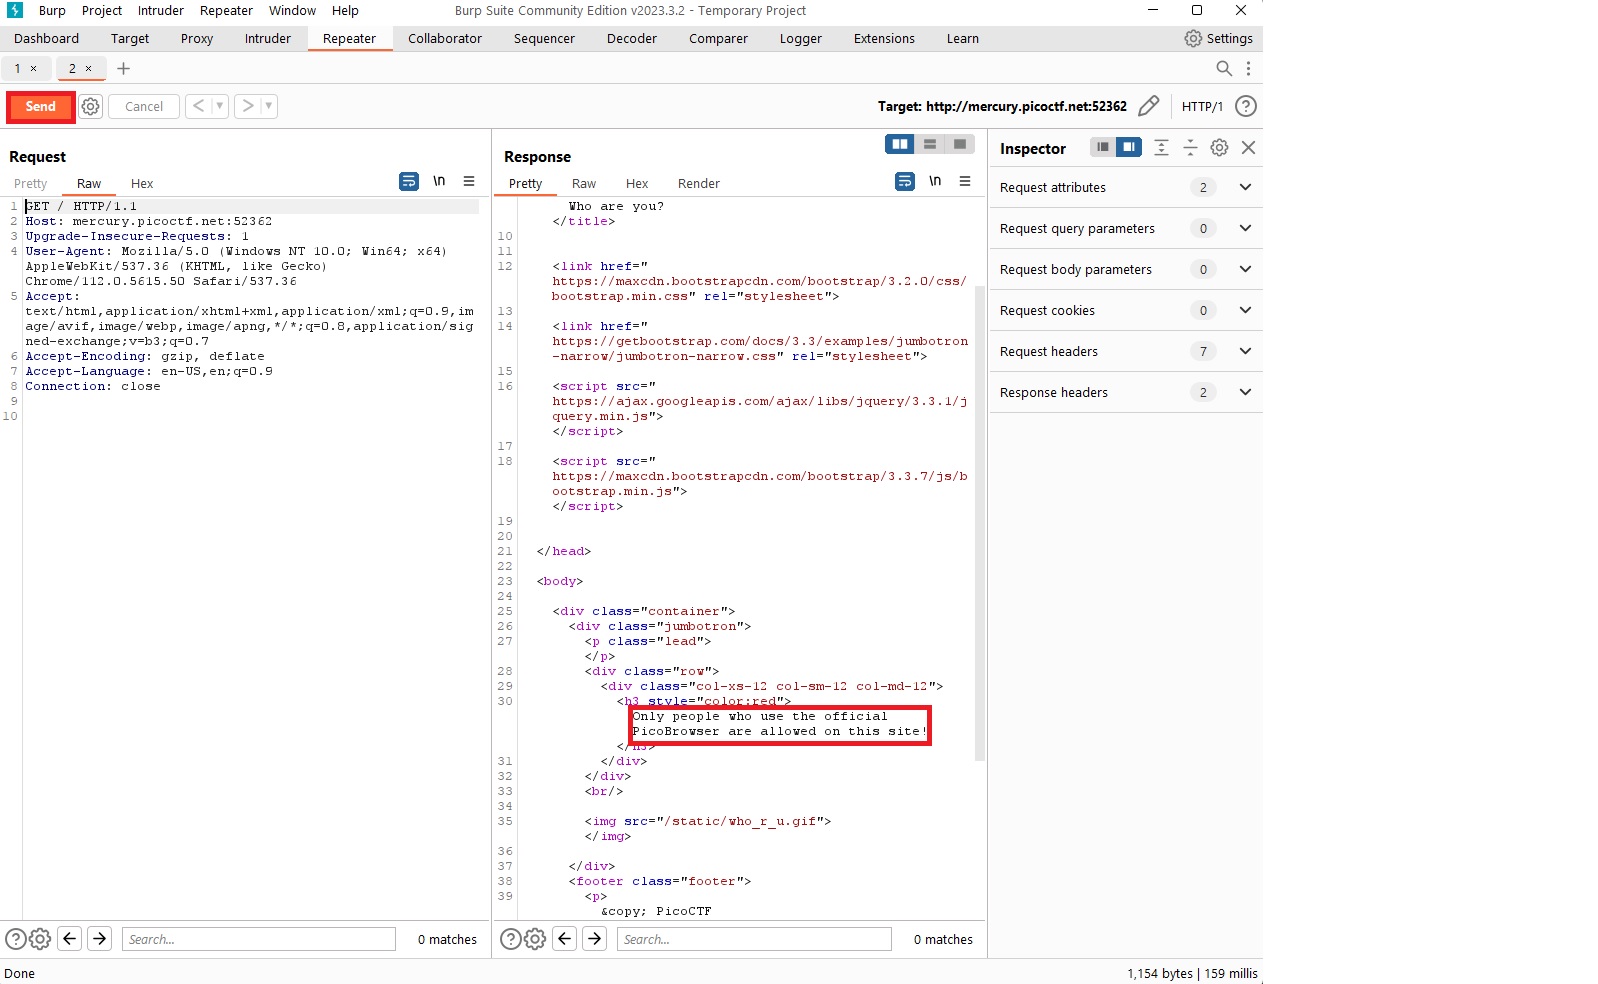 Burp Project Intruder Repeater Window Help Burp Suite Community Edition v2023.3.2 - Temporary Project
Dashboard Target Proxy Intruder Repeater Collaborator Sequencer Decoder Comparer Logger Extensions Learn Settings
1 × 2 × +
Send Cancel < > Target: http://mercury.picoctf.net:52362 HTTP/1 ?
Request
Pretty Raw Hex \n
1 GET / HTTP/1.1
2 Host: mercury.picoctf.net:52362
3 Upgrade-Insecure-Requests: 1
4 User-Agent: Mozilla/5.0 (Windows NT 10.0; Win64; x64)
AppleWebKit/537.36 (KHTML, like Gecko)
Chrome/112.0.5615.50 Safari/537.36
5 Accept:
text/html,application/xhtml+xml,application/xml;q=0.9,im
age/avif,image/webp,image/apng,*/*;q=0.8,application/sig
ned-exchange;v=b3;q=0.7
6 Accept-Encoding: gzip, deflate
7 Accept-Language: en-US,en;q=0.9
8 Connection: close
9
10
Search... 0 matches
Response
Pretty Raw Hex Render \n
Who are you?
</title>
10
11
12 <link href="
https://maxcdn.bootstrapcdn.com/bootstrap/3.2.0/css/
bootstrap.min.css" rel="stylesheet">
13
14 <link href="
https://getbootstrap.com/docs/3.3/examples/jumbotron
-narrow/jumbotron-narrow.css" rel="stylesheet">
15
16 <script src="
https://ajax.googleapis.com/ajax/libs/jquery/3.3.1/j
query.min.js">
</script>
17
18 <script src="
https://maxcdn.bootstrapcdn.com/bootstrap/3.3.7/js/b
ootstrap.min.js">
</script>
19
20
21 </head>
22
23 <body>
24
25 <div class="container">
26 <div class="jumbotron">
27 <p class="lead">
</p>
28 <div class="row">
29 <div class="col-xs-12 col-sm-12 col-md-12">
30 <h3 style="color:red">
Only people who use the official
PicoBrowser are allowed on this site!
</h3>
31 </div>
32 </div>
33 <br/>
34
35 <img src="/static/who_r_u.gif">
</img>
36
37 </div>
38 <footer class="footer">
39 <p>
&copy; PicoCTF
Search... 0 matches
Inspector
Request attributes 2
Request query parameters 0
Request body parameters 0
Request cookies 0
Request headers 7
Response headers 2
Done 1,154 bytes | 159 millis